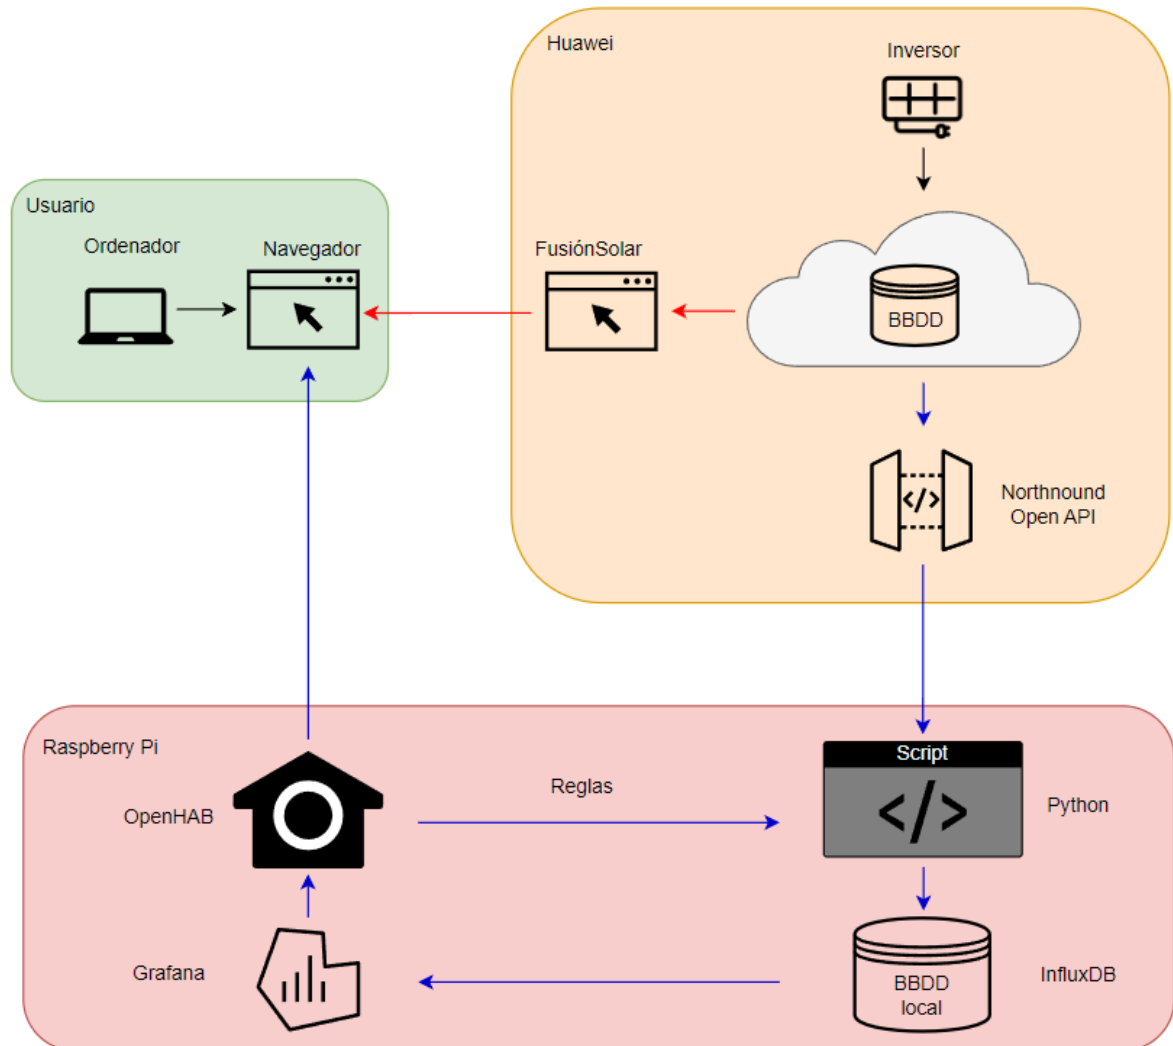 Huawei
Inversor
Usuario
Ordenador
Navegador
FusiónSolar
BBDD
</>
Northnound
Open API
Raspberry Pi
Script
OpenHAB
Reglas
</>
Python
Grafana
BBDD
local
InfluxDB